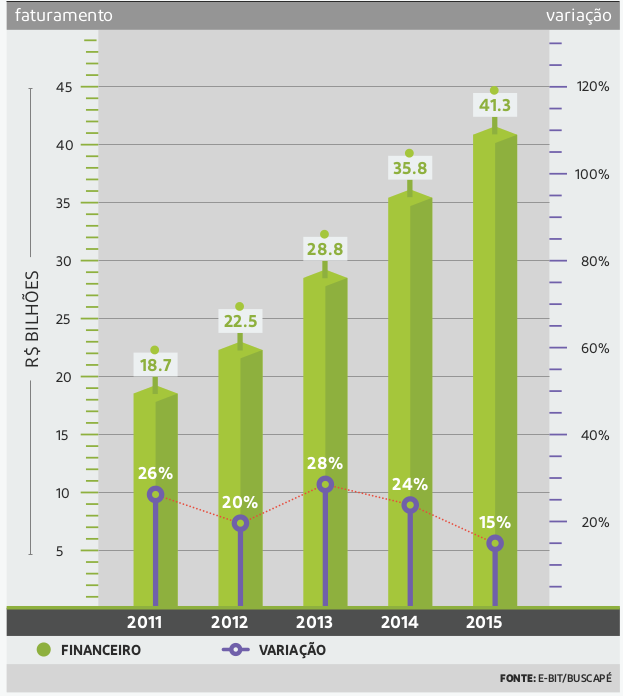 faturamento variação
45 120%
40
100%
35
30 80%
25
60%
20
15 40%
10
20%
5
R$ BILHÕES
18.7 22.5 28.8 35.8 41.3
26% 20% 28% 24% 15%
2011 2012 2013 2014 2015
FINANCEIRO VARIAÇÃO
FONTE: E-BIT/BUSCAPÉ